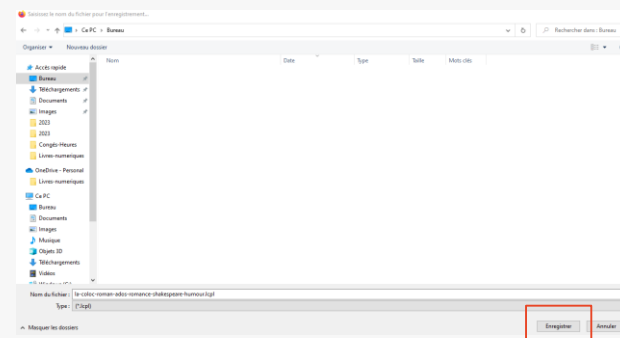 Saisissez le nom du fichier pour l'enregistrement...
Ce PC > Bureau
Rechercher dans : Bureau
Organiser
Nouveau dossier
Nom Date Type Taille Mots clés
Accès rapide
Bureau
Téléchargements
Documents
Images
2023
2023
Congés-Heures
Livres-numeriques
OneDrive - Personal
Livres-numeriques
Ce PC
Bureau
Documents
Images
Musique
Objets 3D
Téléchargements
Vidéos
Nom du fichier : le-coloc-roman-ados-romance-shakespeare-humour.lcpl
Type : (*.lcpl)
Masquer les dossiers
Enregistrer
Annuler